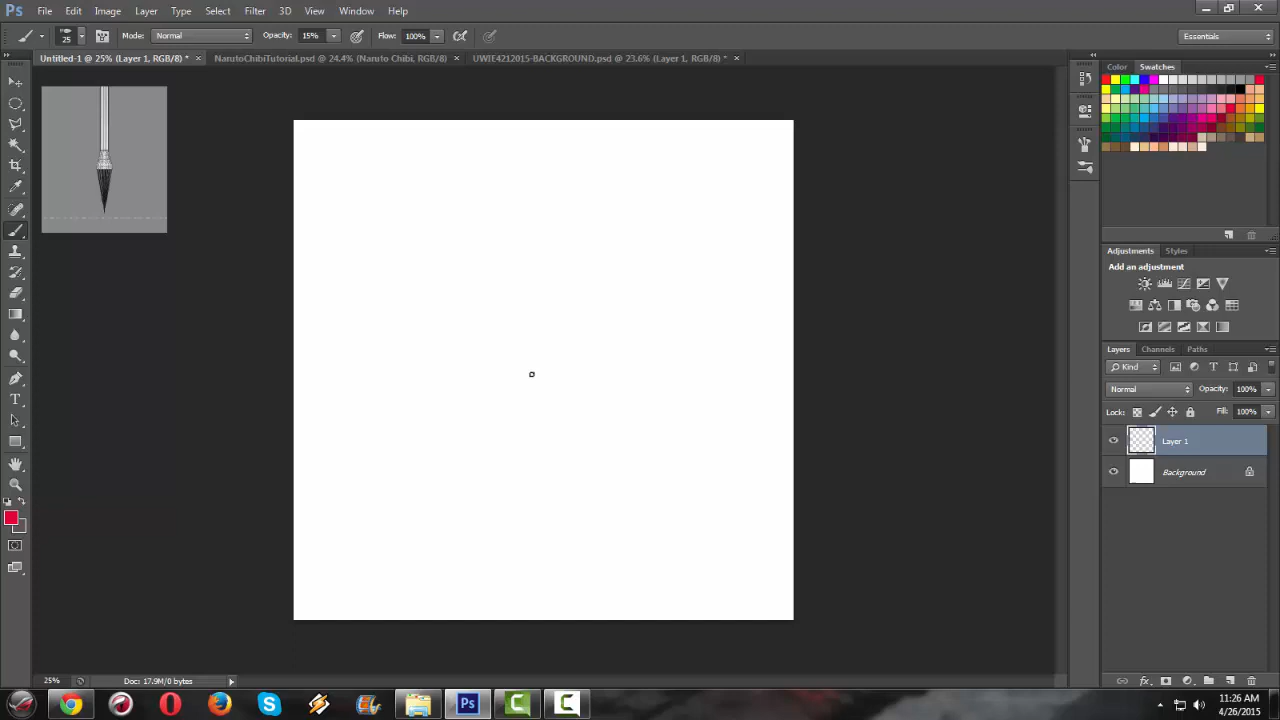 Ps File Edit Image Layer Type Select Filter 3D View Window Help
25 Mode: Normal Opacity: 15% Flow: 100% Essentials
Untitled-1 @ 25% (Layer 1, RGB/8) * × NarutoChibiTutorial.psd @ 24.4% (Naruto Chibi, RGB/8) × UWIE4212015-BACKGROUND.psd @ 23.6% (Layer 1, RGB/8) * ×
Color Swatches
Adjustments Styles
Add an adjustment
Layers Channels Paths
Kind
Normal Opacity: 100%
Lock: Fill: 100%
Layer 1
Background
25% Doc: 17.9M/0 bytes
Ps
11:26 AM
4/26/2015